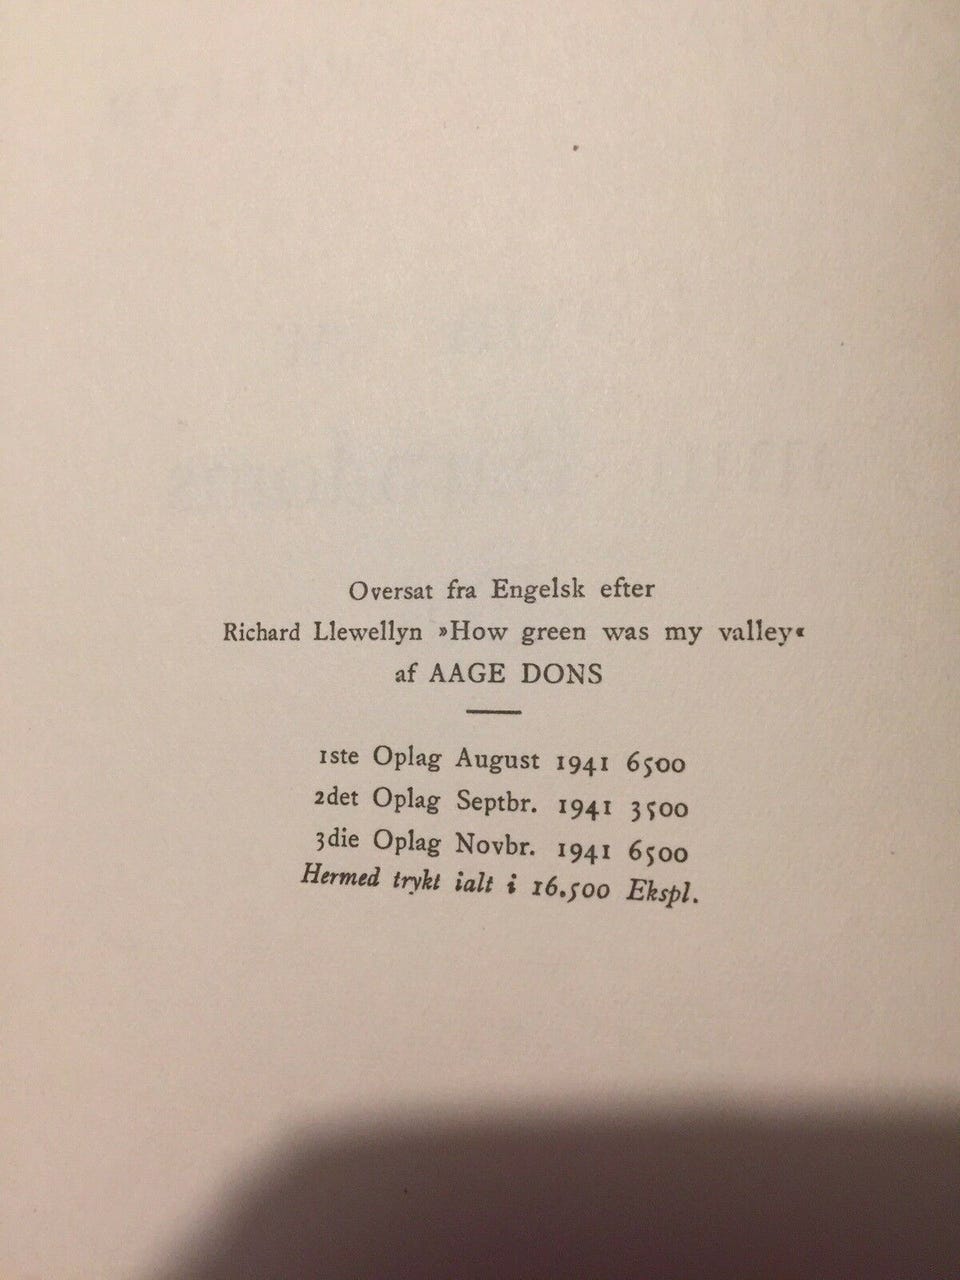 Oversat fra Engelsk efter
Richard Llewellyn »How green was my valley«
af AAGE DONS
1ste Oplag August 1941 6500
2det Oplag Septbr. 1941 3500
3die Oplag Novbr. 1941 6500
Hermed trykt ialt i 16.500 Ekspl.